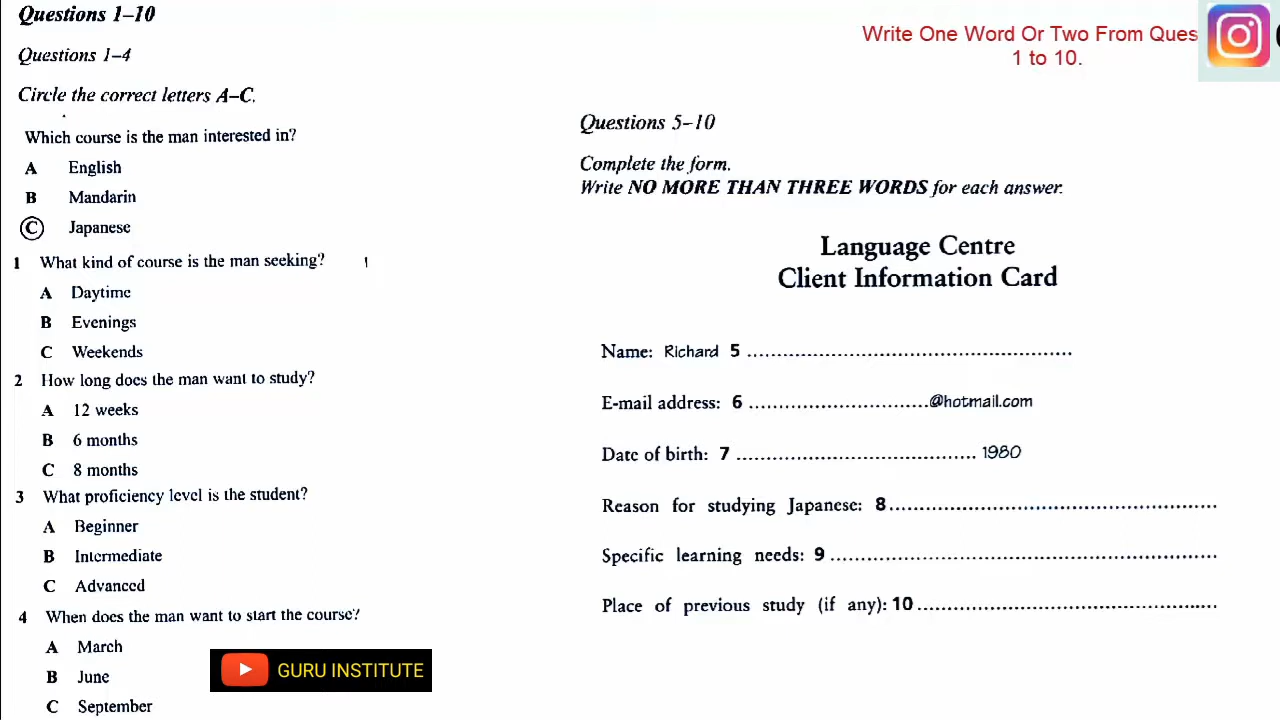 Questions 1–10
Questions 1–4
Circle the correct letters A–C.
Which course is the man interested in?
A English
B Mandarin
C Japanese
1 What kind of course is the man seeking? 1
A Daytime
B Evenings
C Weekends
2 How long does the man want to study?
A 12 weeks
B 6 months
C 8 months
3 What proficiency level is the student?
A Beginner
B Intermediate
C Advanced
4 When does the man want to start the course?
A March
B June
C September
GURU INSTITUTE
Write One Word Or Two From Ques
1 to 10.
Questions 5–10
Complete the form.
Write NO MORE THAN THREE WORDS for each answer.
Language Centre
Client Information Card
Name: Richard 5 ......................................................
E-mail address: 6 ..............................@hotmail.com
Date of birth: 7 ........................................ 1980
Reason for studying Japanese: 8.......................................................
Specific learning needs: 9 .................................................................
Place of previous study (if any): 10..................................................